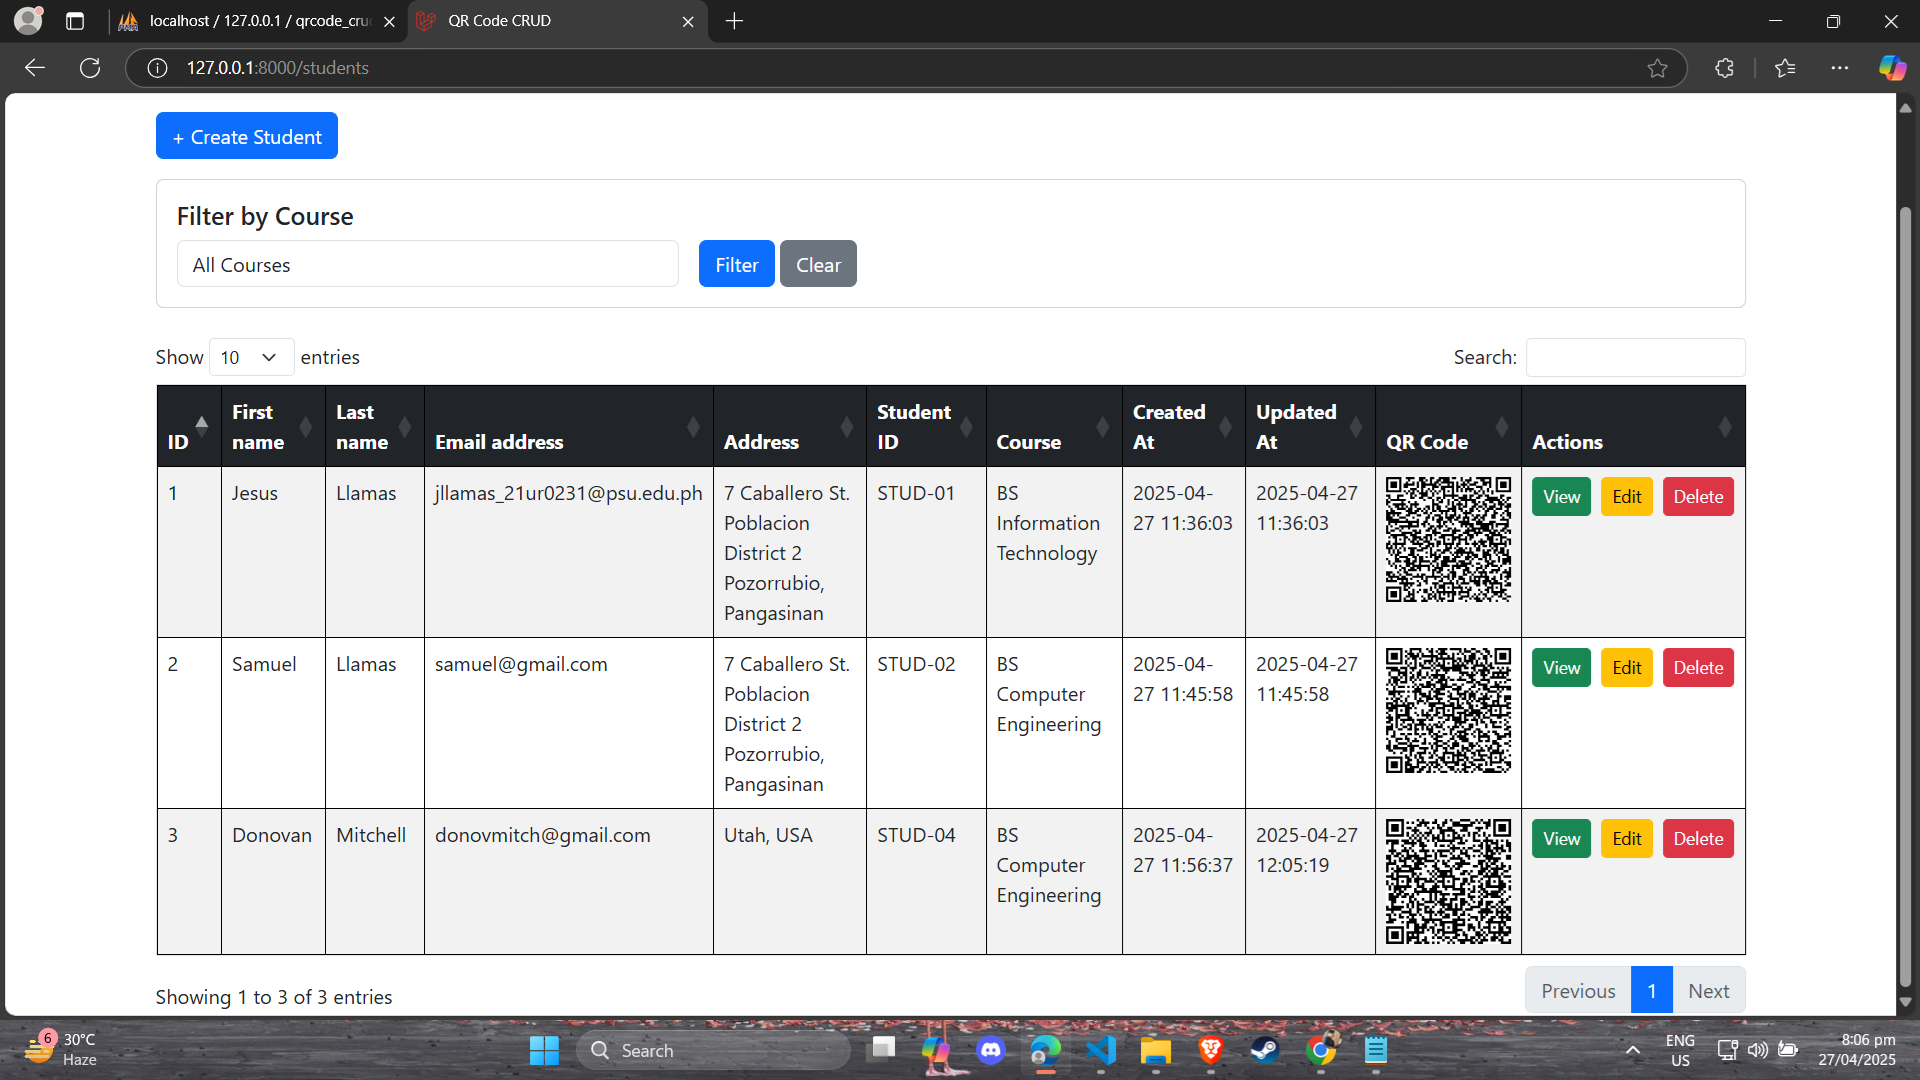 localhost / 127.0.0.1 / qrcode_cru
QR Code CRUD
127.0.0.1:8000/students
+ Create Student
Filter by Course
All Courses
Filter
Clear
Show 10 entries
Search:
ID
First name
Last name
Email address
Address
Student ID
Course
Created At
Updated At
QR Code
Actions
1
Jesus
Llamas
jllamas_21ur0231@psu.edu.ph
7 Caballero St.
Poblacion
District 2
Pozorrubio,
Pangasinan
STUD-01
BS
Information
Technology
2025-04-
27 11:36:03
2025-04-27
11:36:03
View
Edit
Delete
2
Samuel
Llamas
samuel@gmail.com
7 Caballero St.
Poblacion
District 2
Pozorrubio,
Pangasinan
STUD-02
BS
Computer
Engineering
2025-04-
27 11:45:58
2025-04-27
11:45:58
View
Edit
Delete
3
Donovan
Mitchell
donovmitch@gmail.com
Utah, USA
STUD-04
BS
Computer
Engineering
2025-04-
27 11:56:37
2025-04-27
12:05:19
View
Edit
Delete
Showing 1 to 3 of 3 entries
Previous
1
Next
6
30°C
Haze
Search
ENG
US
8:06 pm
27/04/2025